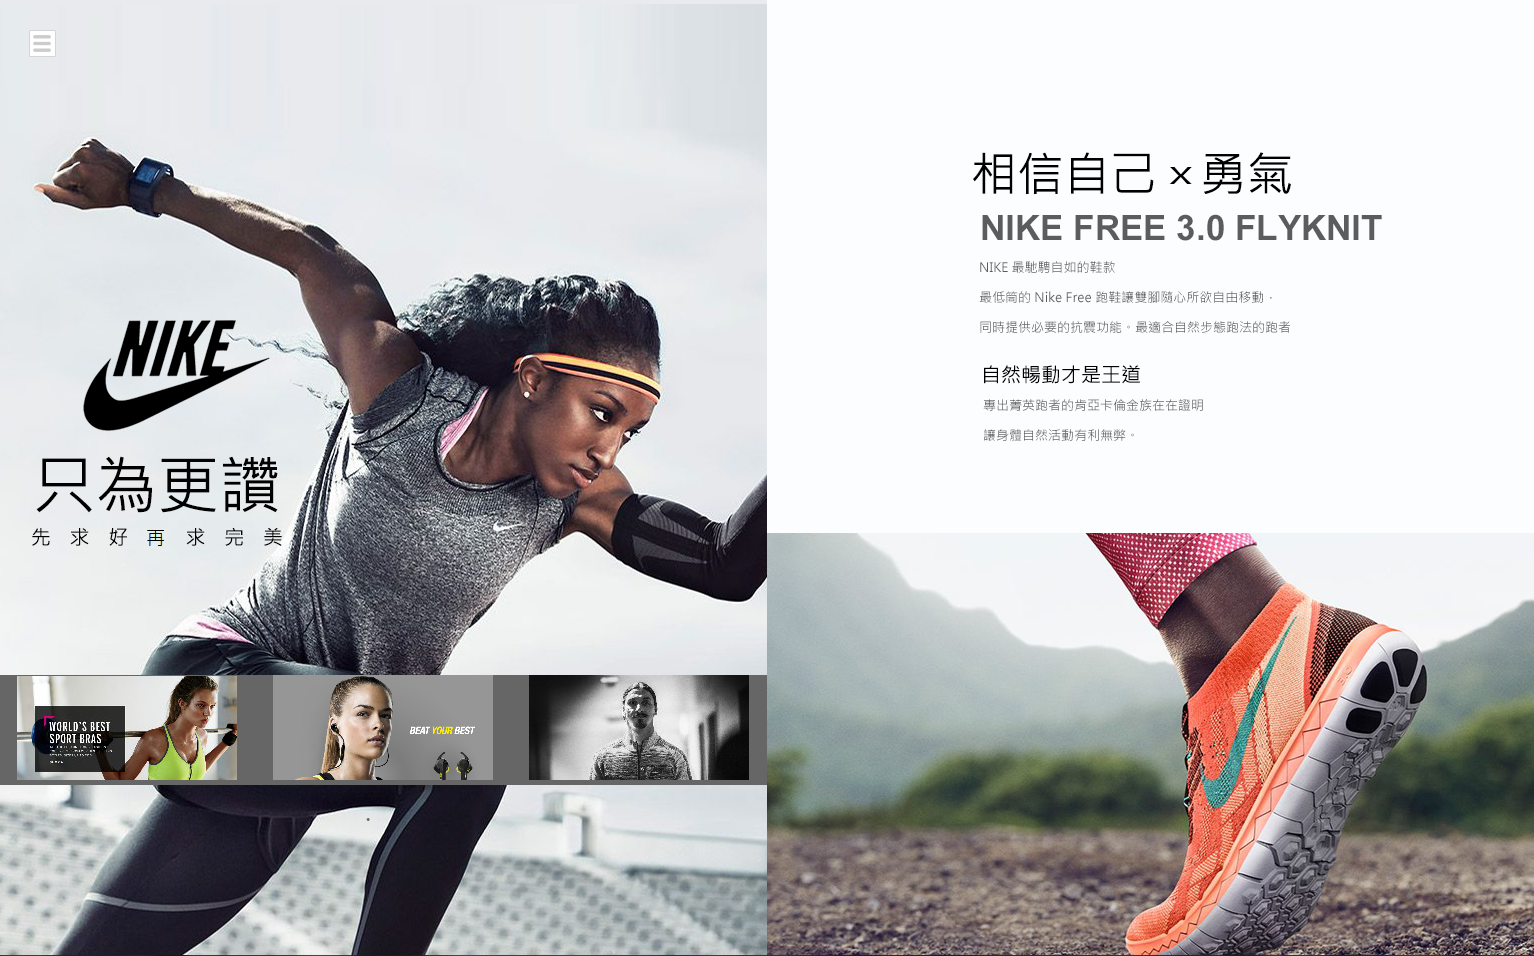 NIKE
只為更讚
先求好再求完美
WORLD'S BEST
SPORT BRAS
BEAT YOUR BEST
相信自己 x 勇氣
NIKE FREE 3.0 FLYKNIT
NIKE 最馳騁自如的鞋款
最低筒的 Nike Free 跑鞋讓雙腳隨心所欲自由移動，
同時提供必要的抗震功能。最適合自然步態跑法的跑者
自然暢動才是王道
專出菁英跑者的肯亞卡倫金族在在證明
讓身體自然活動有利無弊。